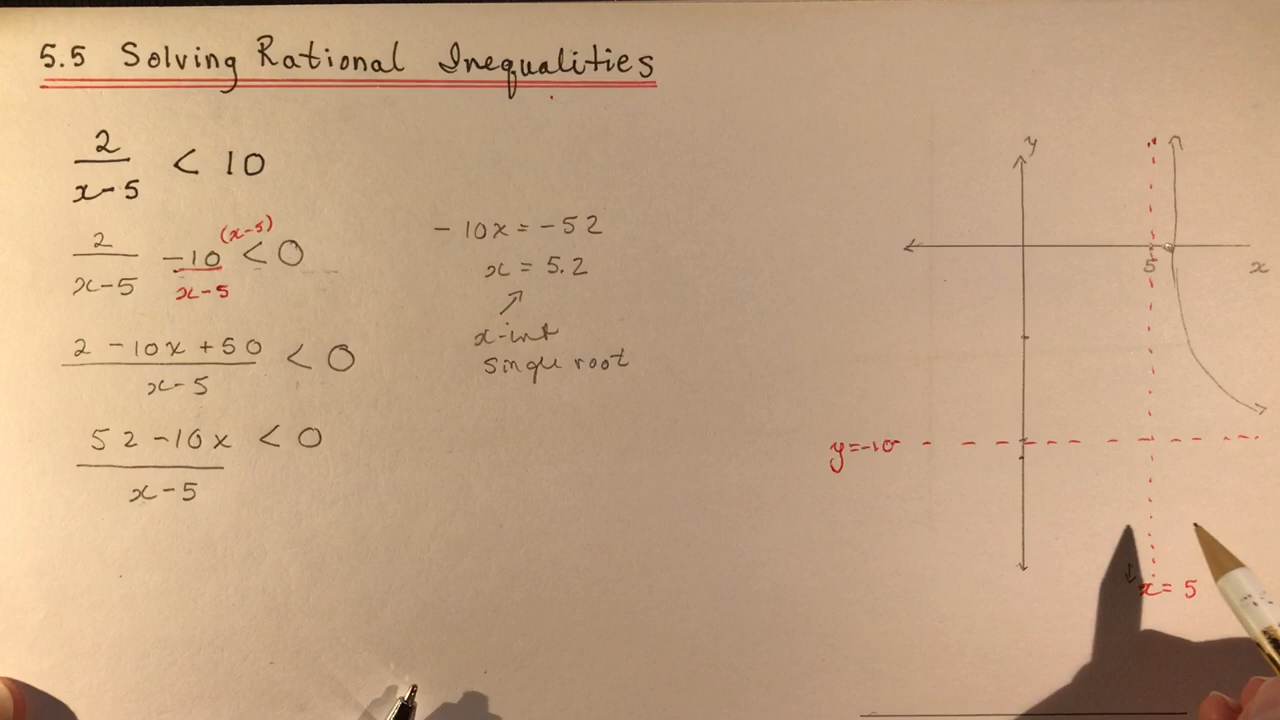 5.5 Solving Rational Inequalities
2/(x-5) < 10
2/(x-5) -10(x-5)/(x-5) < 0
(2 -10x +50)/(x-5) < 0
(52 -10x)/(x-5) < 0
- 10x = -52
x = 5.2
x-int
single root
y
5
x
y=-10
x= 5